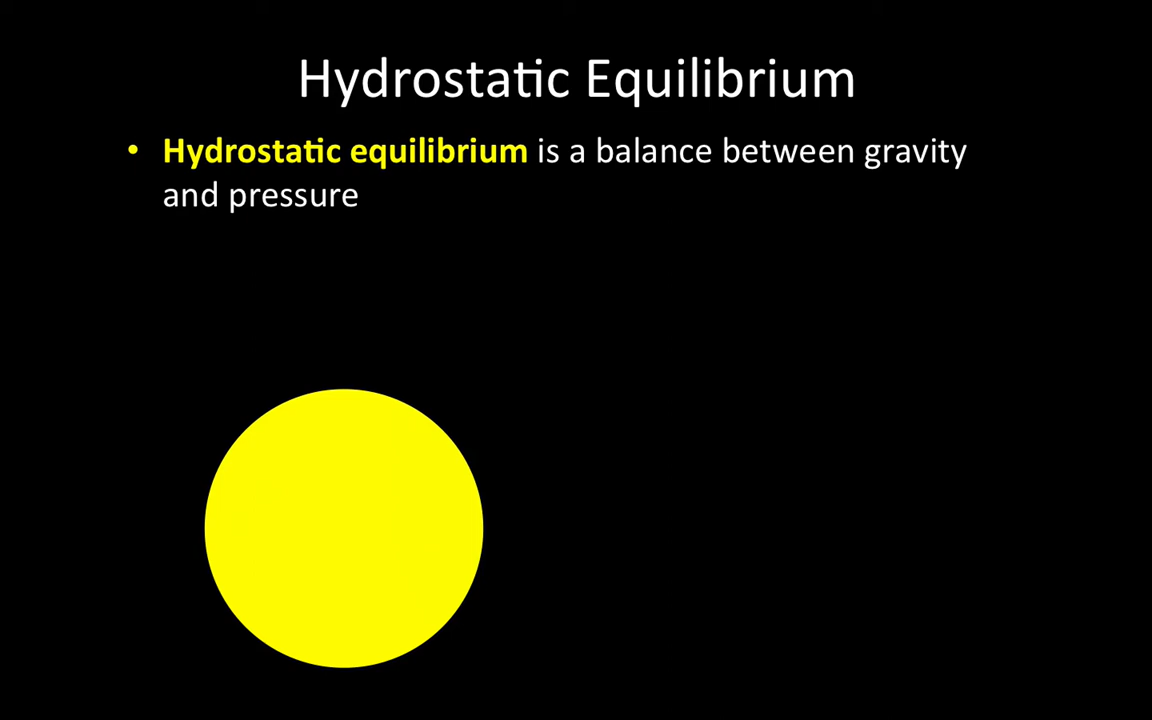 Hydrostatic Equilibrium
• Hydrostatic equilibrium is a balance between gravity
and pressure